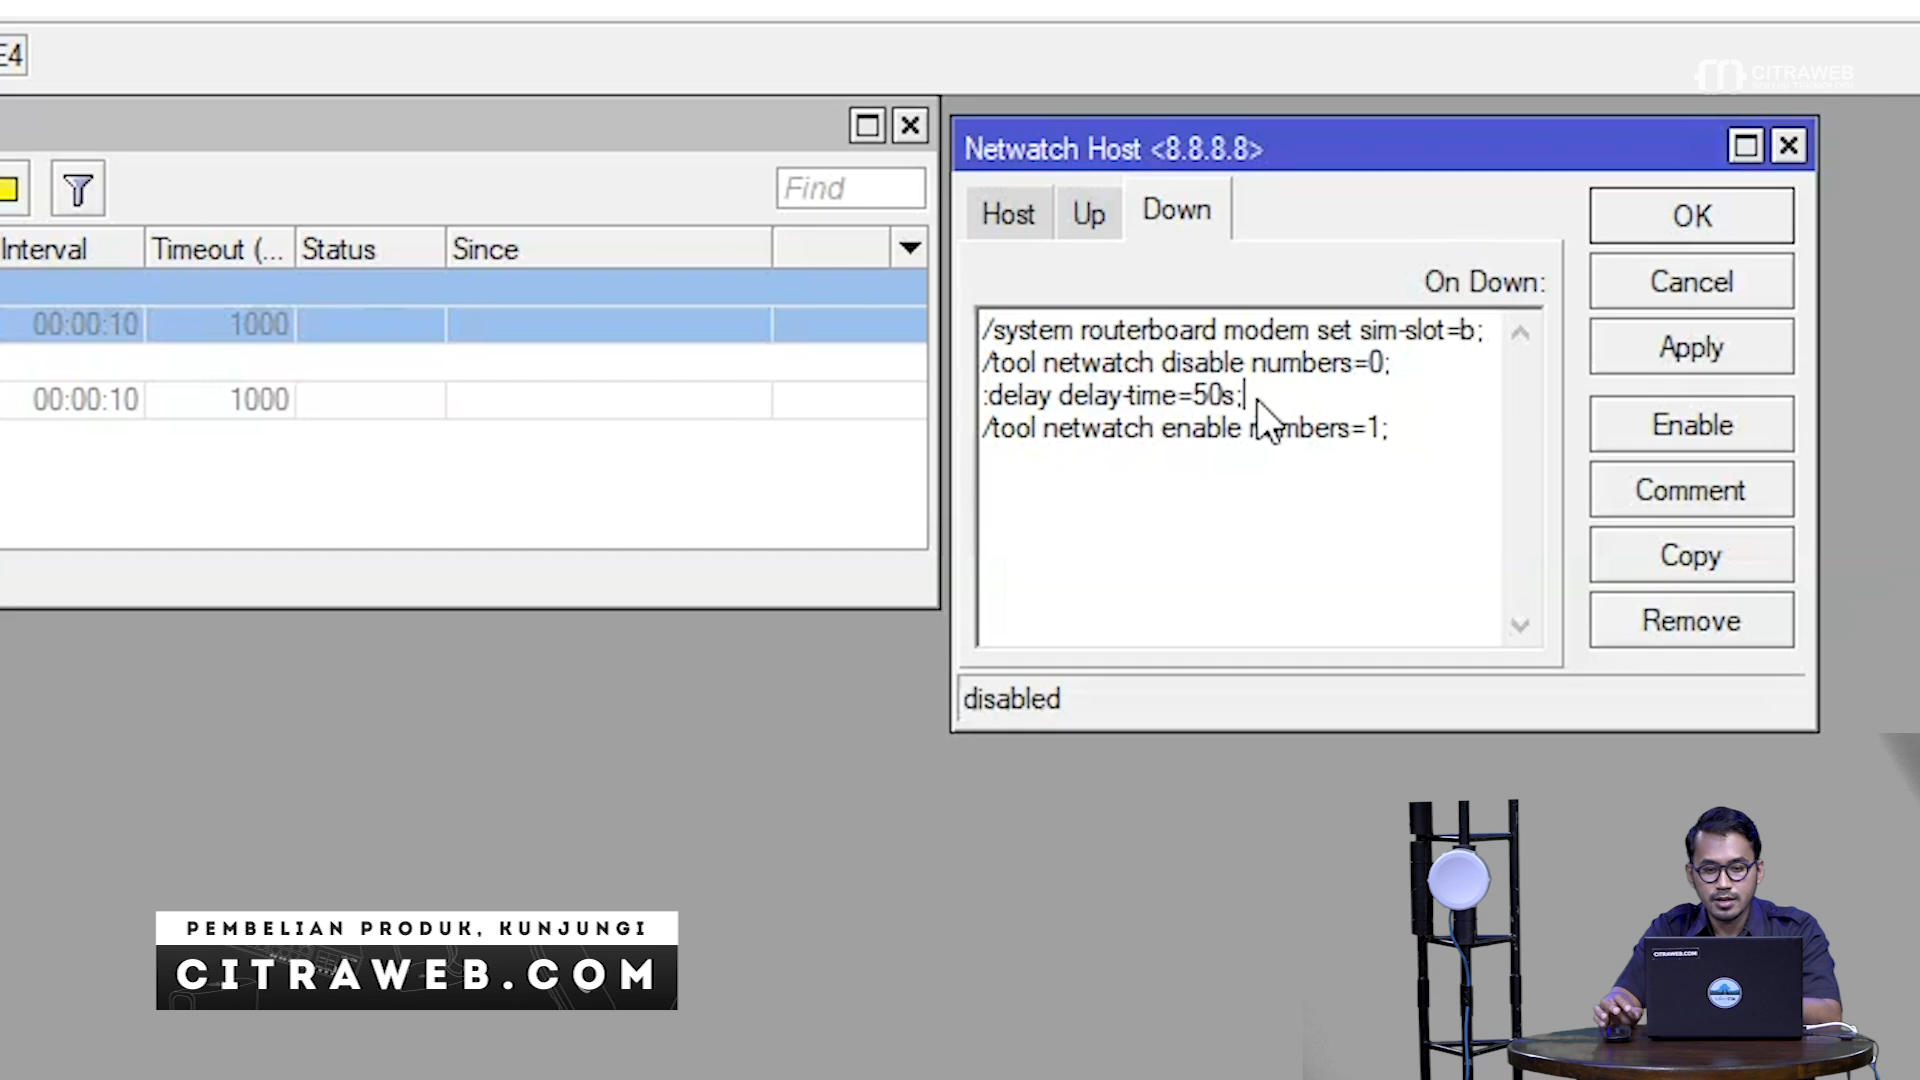 E4
CITRAWEB
Find
Interval
Timeout (...
Status
Since
00:00:10
1000
00:00:10
1000
Netwatch Host <8.8.8.8>
Host
Up
Down
On Down:
/system routerboard modem set sim-slot=b;
/tool netwatch disable numbers=0;
:delay delay-time=50s;
/tool netwatch enable numbers=1;
OK
Cancel
Apply
Enable
Comment
Copy
Remove
disabled
PEMBELIAN PRODUK, KUNJUNGI
CITRAWEB.COM
CITRAWEB.COM